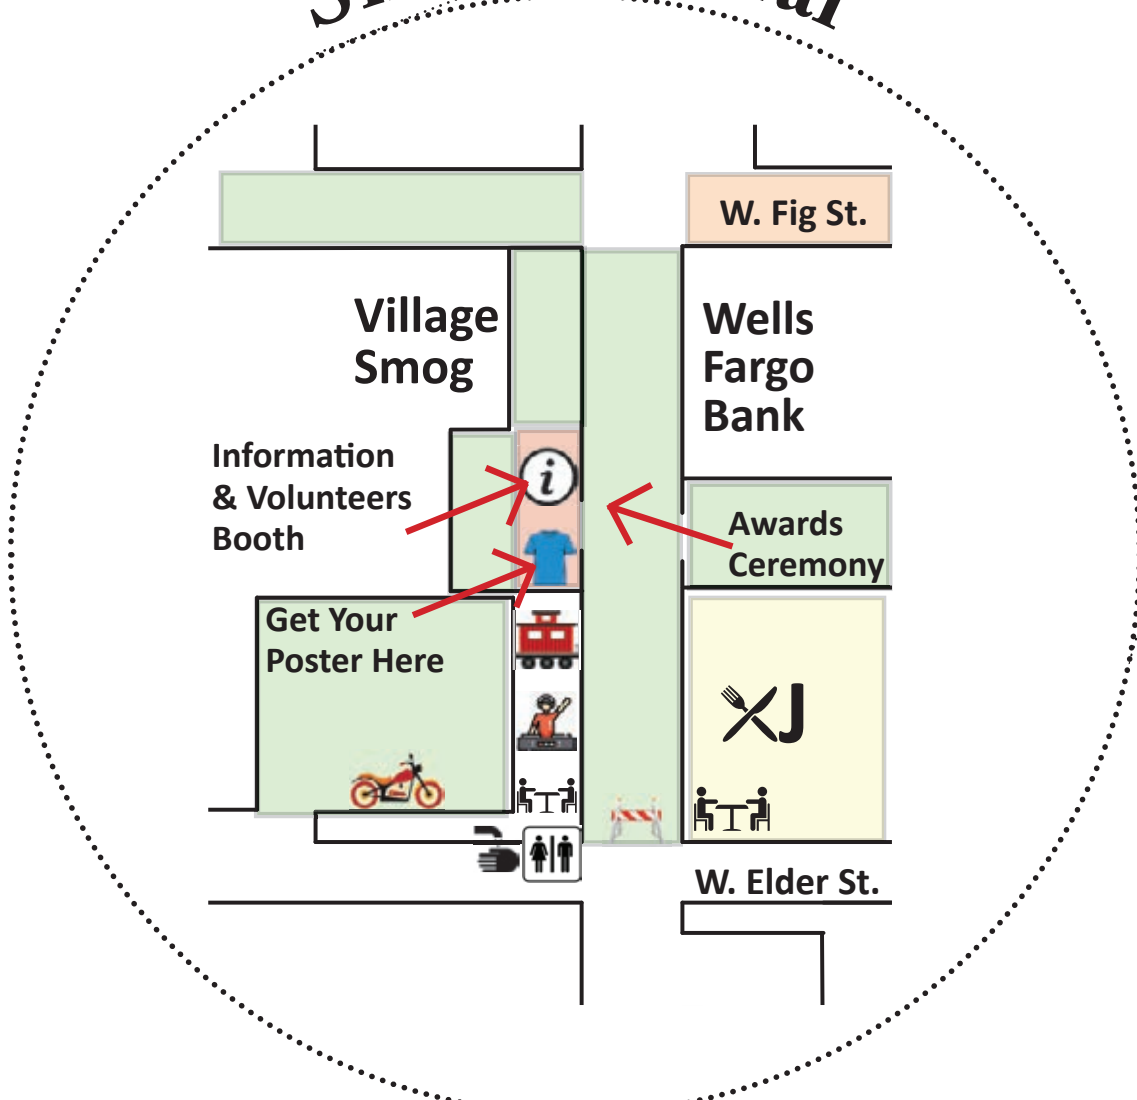 W. Fig St.
Village
Smog
Wells
Fargo
Bank
Information
& Volunteers
Booth
i
Awards
Ceremony
Get Your
Poster Here
J
W. Elder St.